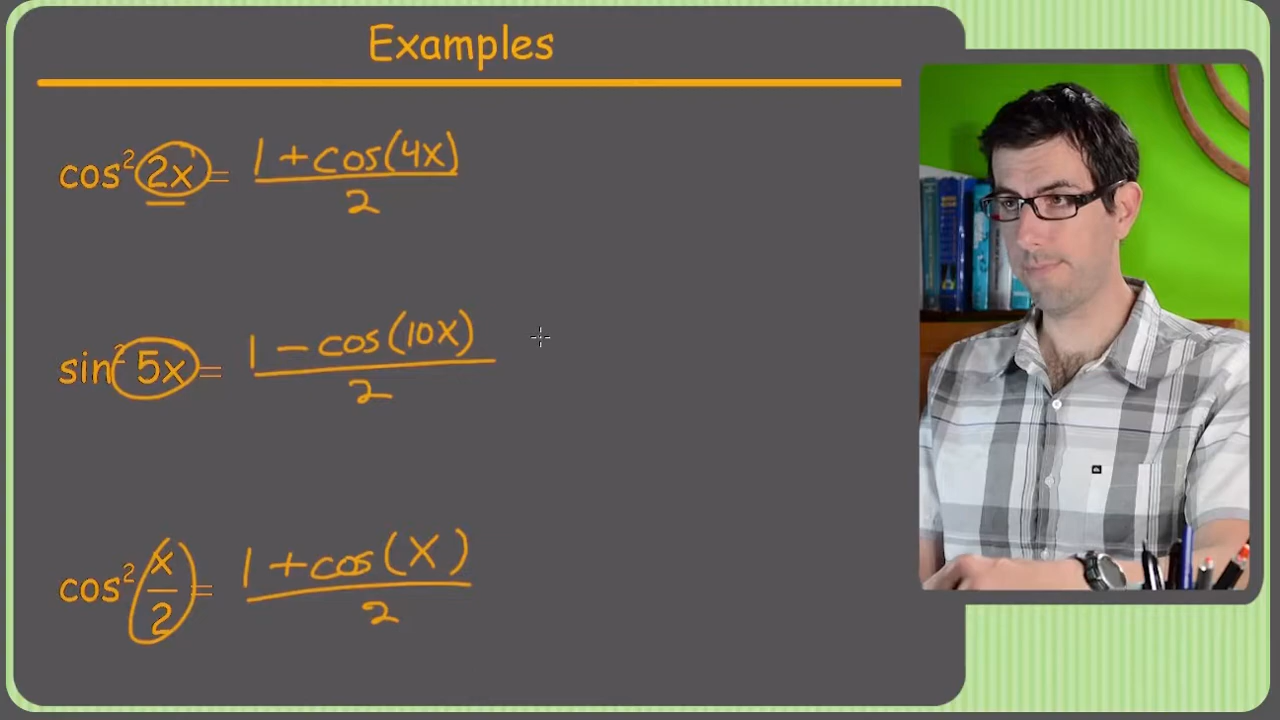 Examples
cos² 2x = (1 + cos(4x))/2
sin² 5x = (1 - cos(10x))/2
cos² x/2 = (1 + cos(x))/2